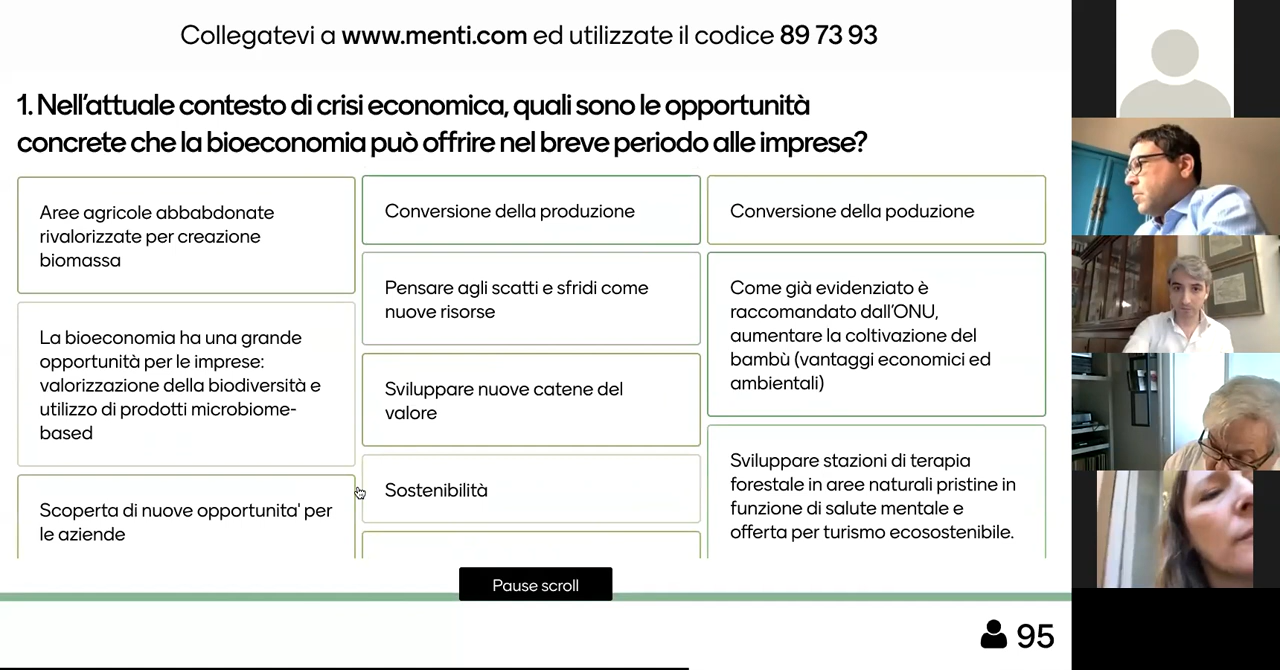 Collegatevi a www.menti.com ed utilizzate il codice 89 73 93
1. Nell'attuale contesto di crisi economica, quali sono le opportunità
concrete che la bioeconomia può offrire nel breve periodo alle imprese?
Aree agricole abbabdonate
rivalorizzate per creazione
biomassa
La bioeconomia ha una grande
opportunità per le imprese:
valorizzazione della biodiversità e
utilizzo di prodotti microbiome-
based
Scoperta di nuove opportunita' per
le aziende
Conversione della produzione
Pensare agli scatti e sfridi come
nuove risorse
Sviluppare nuove catene del
valore
Sostenibilità
Conversione della poduzione
Come già evidenziato è
raccomandato dall'ONU,
aumentare la coltivazione del
bambù (vantaggi economici ed
ambientali)
Sviluppare stazioni di terapia
forestale in aree naturali pristine in
funzione di salute mentale e
offerta per turismo ecosostenibile.
Pause scroll
95